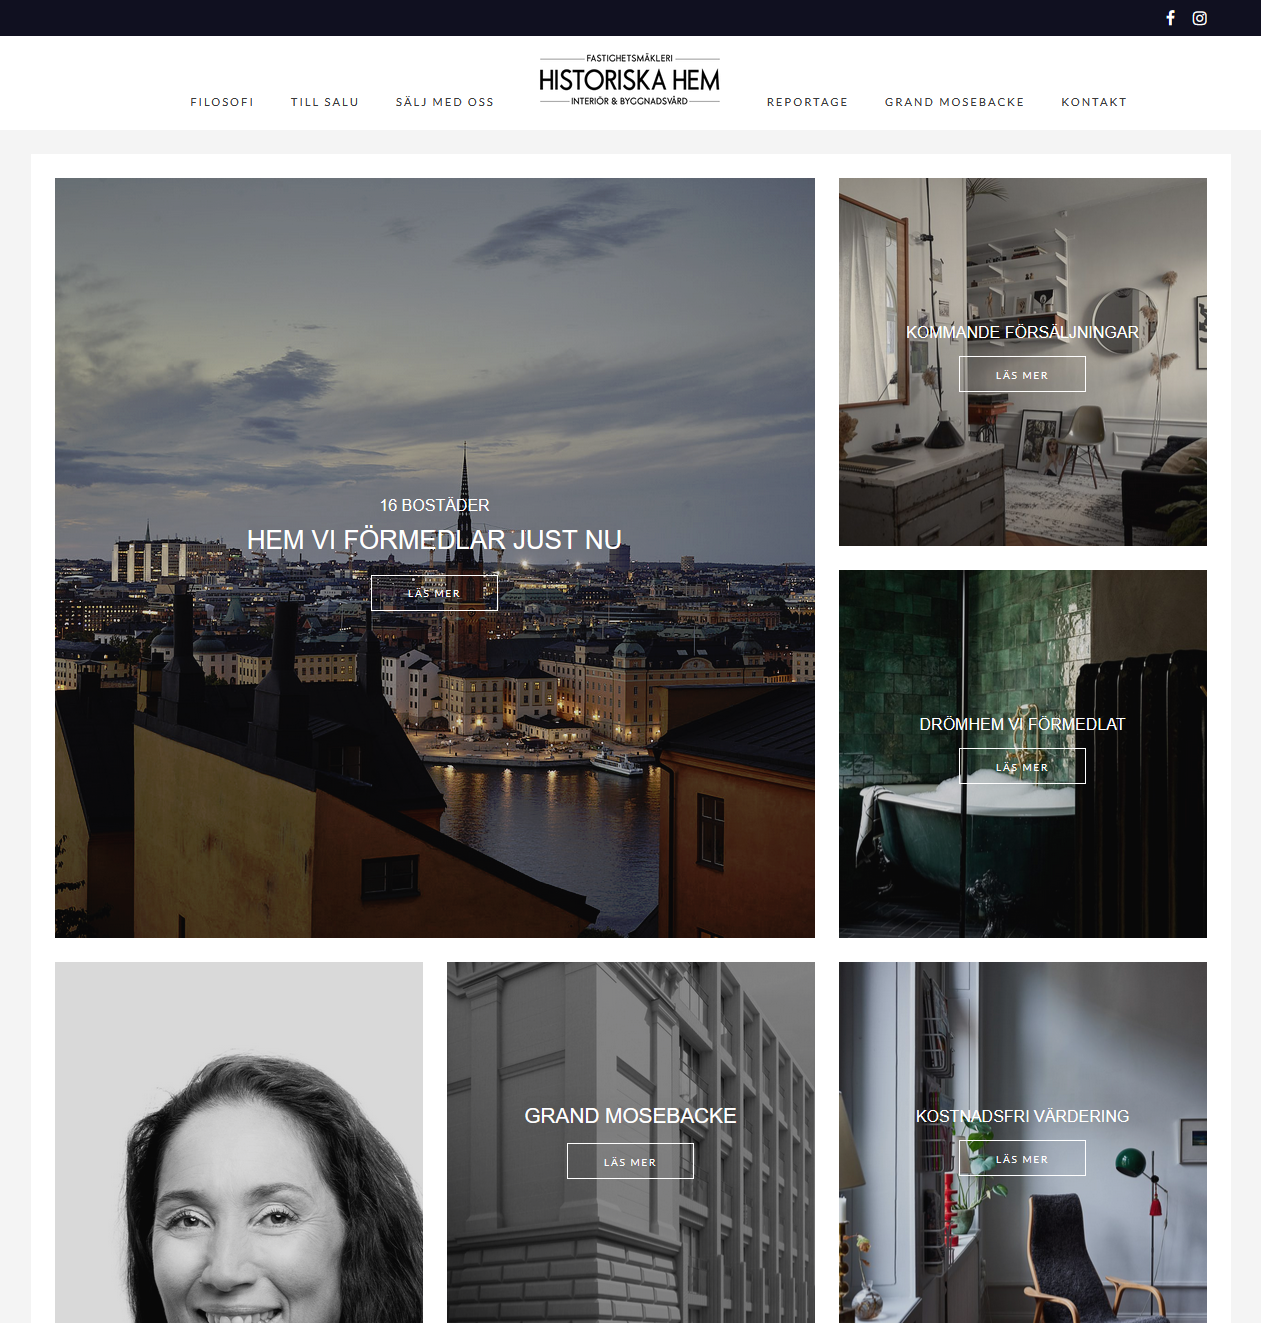 FASTIGHETSMÄKLERI
HISTORISKA HEM
INTERIÖR & BYGGNADSVÅRD
FILOSOFI
TILL SALU
SÄLJ MED OSS
REPORTAGE
GRAND MOSEBACKE
KONTAKT
16 BOSTÄDER
HEM VI FÖRMEDLAR JUST NU
LÄS MER
KOMMANDE FÖRSÄLJNINGAR
LÄS MER
DRÖMHEM VI FÖRMEDLAT
LÄS MER
GRAND MOSEBACKE
LÄS MER
KOSTNADSFRI VÄRDERING
LÄS MER